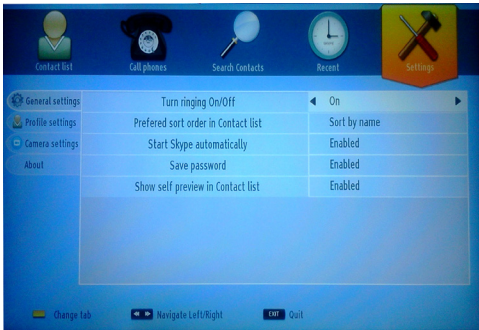 Contact list
Call phones
Search Contacts
Recent
Settings
General settings
Turn ringing On/Off
On
Profile settings
Prefered sort order in Contact list
Sort by name
Camera settings
Start Skype automatically
Enabled
About
Save password
Enabled
Show self preview in Contact list
Enabled
Change tab
Navigate Left/Right
EXIT Quit